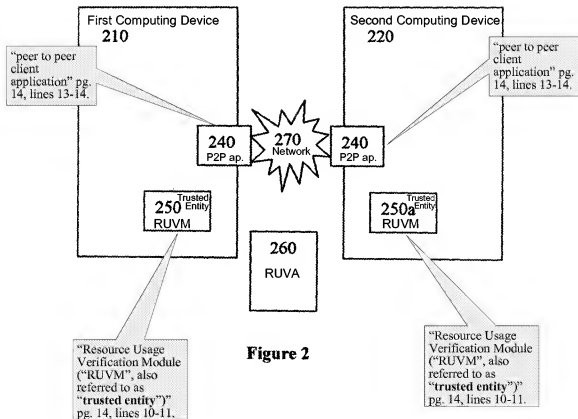 First Computing Device
210
Second Computing Device
220
“peer to peer
client
application” pg.
14, lines 13-14.
“peer to peer
client
application” pg.
14, lines 13-14.
240
P2P ap.
270
Network
240
P2P ap.
250
Trusted
Entity
RUVM
250a
Trusted
Entity
RUVM
260
RUVA
Figure 2
“Resource Usage
Verification Module
(“RUVM”, also
referred to as
“trusted entity”)”
pg. 14, lines 10-11.
“Resource Usage
Verification Module
(“RUVM”, also
referred to as
“trusted entity”)”
pg. 14, lines 10-11.